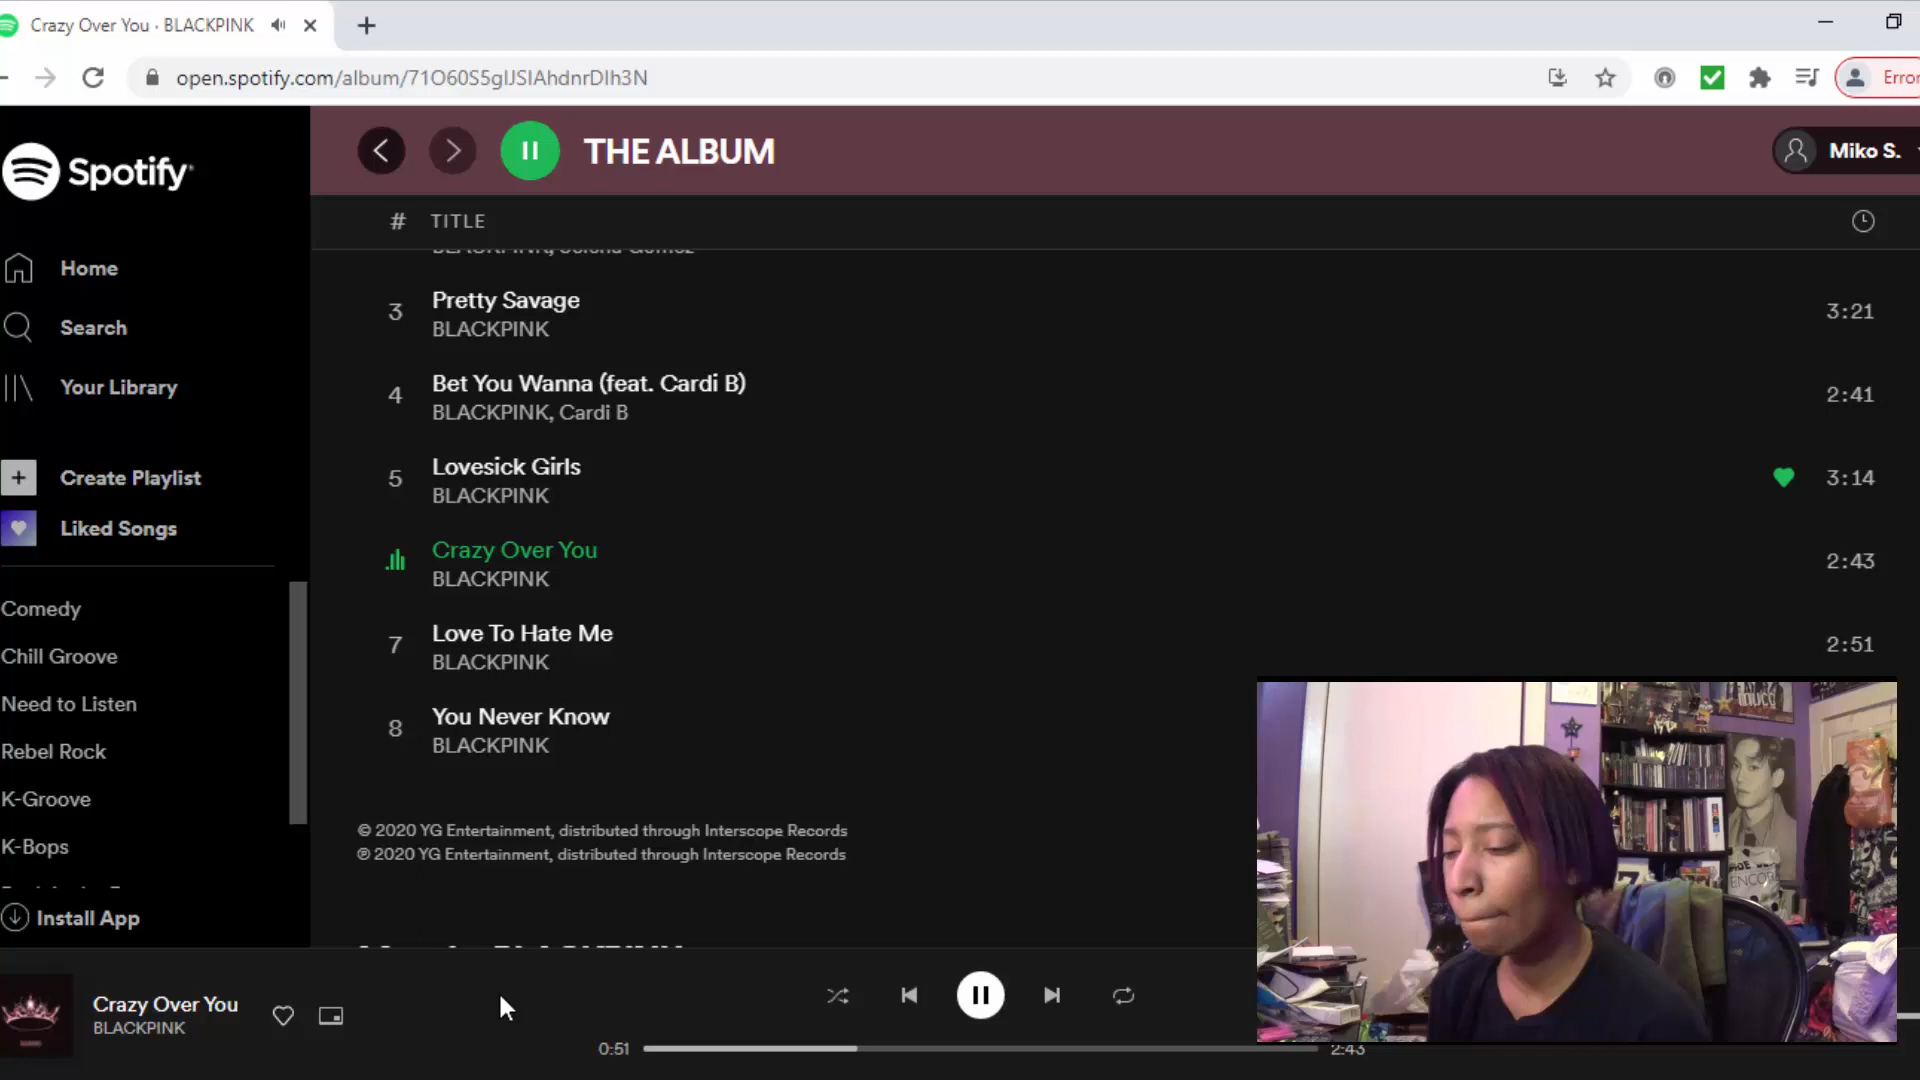 Crazy Over You · BLACKPINK
open.spotify.com/album/71O60S5gIJSIAhdnrDIh3N
Error
Spotify
THE ALBUM
Miko S.
# TITLE
Home
Search
Your Library
Create Playlist
Liked Songs
Comedy
Chill Groove
Need to Listen
Rebel Rock
K-Groove
K-Bops
Install App
BLACKPINK, Selena Gomez
3 Pretty Savage 3:21
BLACKPINK
4 Bet You Wanna (feat. Cardi B) 2:41
BLACKPINK, Cardi B
5 Lovesick Girls 3:14
BLACKPINK
Crazy Over You 2:43
BLACKPINK
7 Love To Hate Me 2:51
BLACKPINK
8 You Never Know
BLACKPINK
© 2020 YG Entertainment, distributed through Interscope Records
℗ 2020 YG Entertainment, distributed through Interscope Records
ENCORE
Crazy Over You
BLACKPINK
0:51 2:43